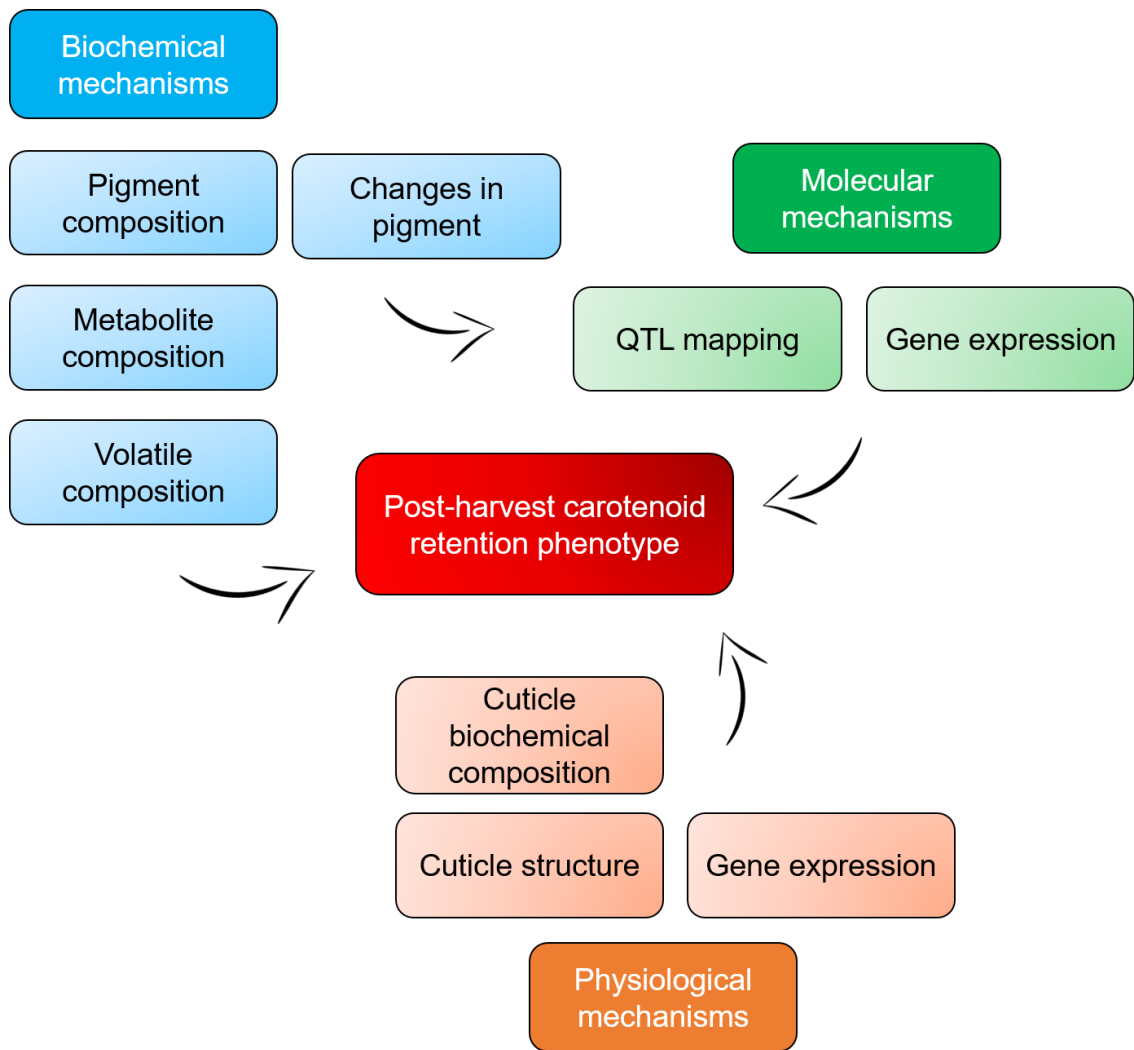 Biochemical
mechanisms
Pigment
composition
Changes in
pigment
Metabolite
composition
Volatile
composition
Molecular
mechanisms
QTL mapping
Gene expression
Post-harvest carotenoid
retention phenotype
Cuticle
biochemical
composition
Cuticle structure
Gene expression
Physiological
mechanisms